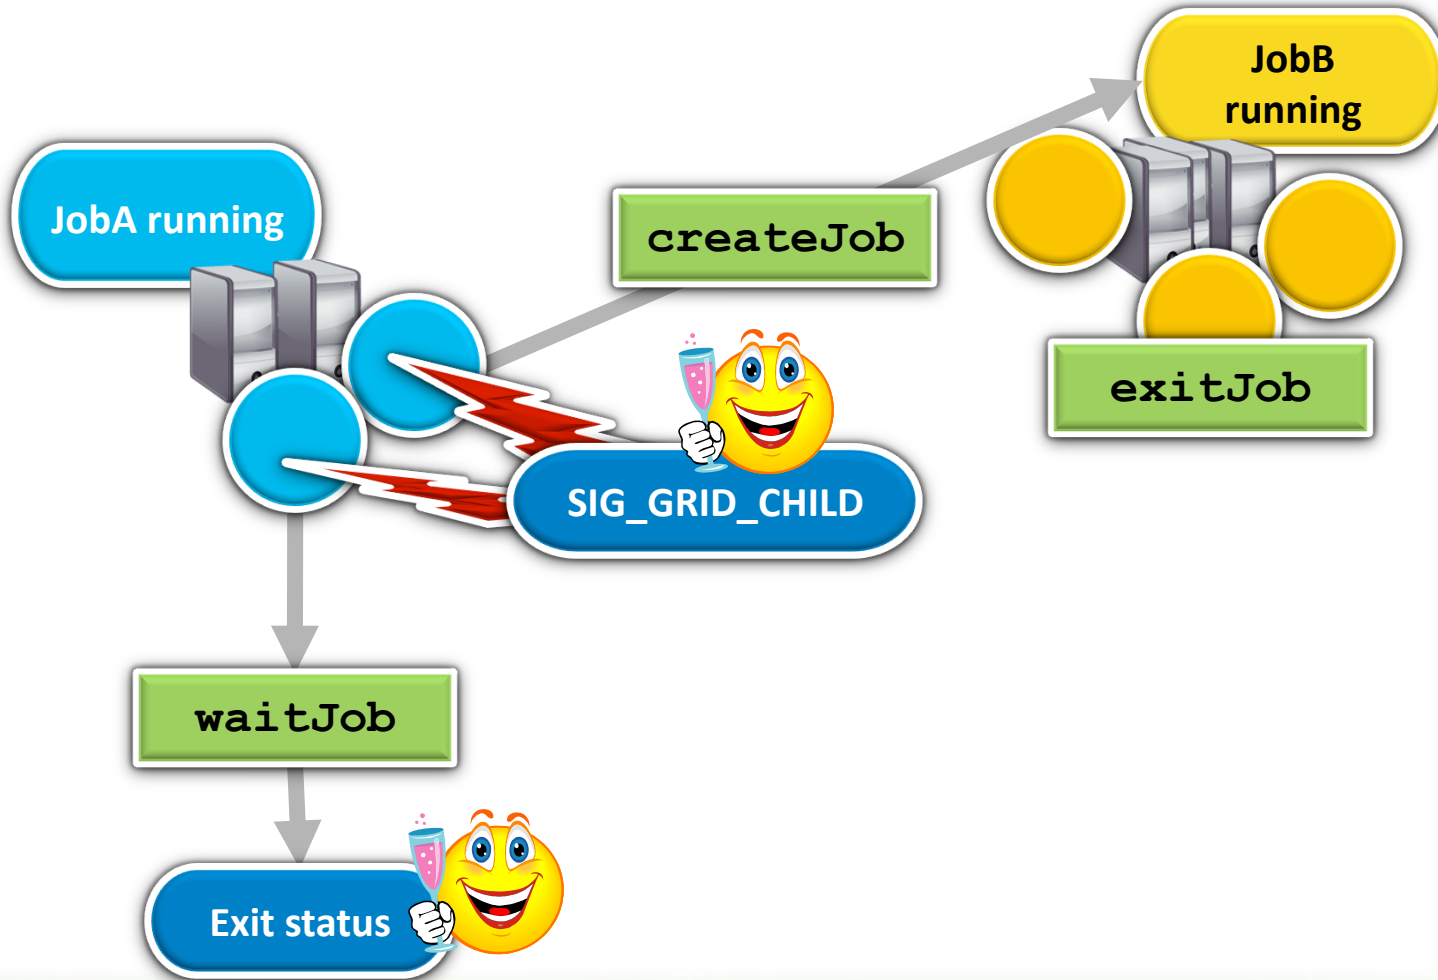 JobB
running
JobA running
createJob
exitJob
SIG_GRID_CHILD
waitJob
Exit status